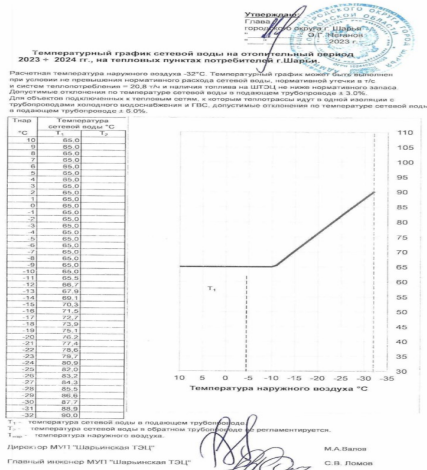 Утверждаю:
Глава
городского округа г. Шарья
2023 г.
Температурный график сетевой воды на отопительный период
2023 ÷ 2024 гг., на тепловых пунктах потребителей г.Шарьи.
Расчетная температура наружного воздуха -32°С. Температурный график может быть выполнен
при условии не превышения нормативного расхода сетевой воды, нормативной утечки в т/с
и систем теплопотребления – 20,8 т/ч и наличия топлива на ШТЭЦ не ниже нормативного запаса.
Допустимые отклонения по температуре сетевой воды в подающем трубопроводе ± 3.0%.
Для объектов подключенных к тепловым сетям, к которым теплотрассы идут в одной изоляции с
трубопроводами холодного водоснабжения и ГВС, допустимые отклонения по температуре сетевой воды
в подающем трубопроводе ± 5.0%.
Тнар Температура
сетевой воды °С
°С Т₁ Т₂
10 65,0
9 65,0
8 65,0
7 65,0
6 65,0
5 65,0
4 65,0
3 65,0
2 65,0
1 65,0
0 65,0
-1 65,0
-2 65,0
-3 65,0
-4 65,0
-5 65,0
-6 65,0
-7 65,0
-8 65,0
-9 65,0
-10 65,0
-11 65,5
-12 66,7
-13 67,9
-14 69,1
-15 70,3
-16 71,5
-17 72,7
-18 73,9
-19 75,1
-20 76,2
-21 77,4
-22 78,6
-23 79,7
-24 80,9
-25 82,0
-26 83,2
-27 84,3
-28 85,5
-29 86,6
-30 87,7
-31 88,9
-32 90,0
110
105
100
95
90
85
80
75
70
65
60
55
50
45
40
35
30
Т₁
10 5 0 -5 -10 -15 -20 -25 -30 -35
Температура наружного воздуха °С
Т₁ - температура сетевой воды в подающем трубопроводе.
Т₂ - температура сетевой воды в обратном трубопроводе не регламентируется.
температура наружного воздуха.
Директор МУП "Шарьинская ТЭЦ" М.А.Валов
Главный инженер МУП "Шарьинская ТЭЦ" С.В. Ломов